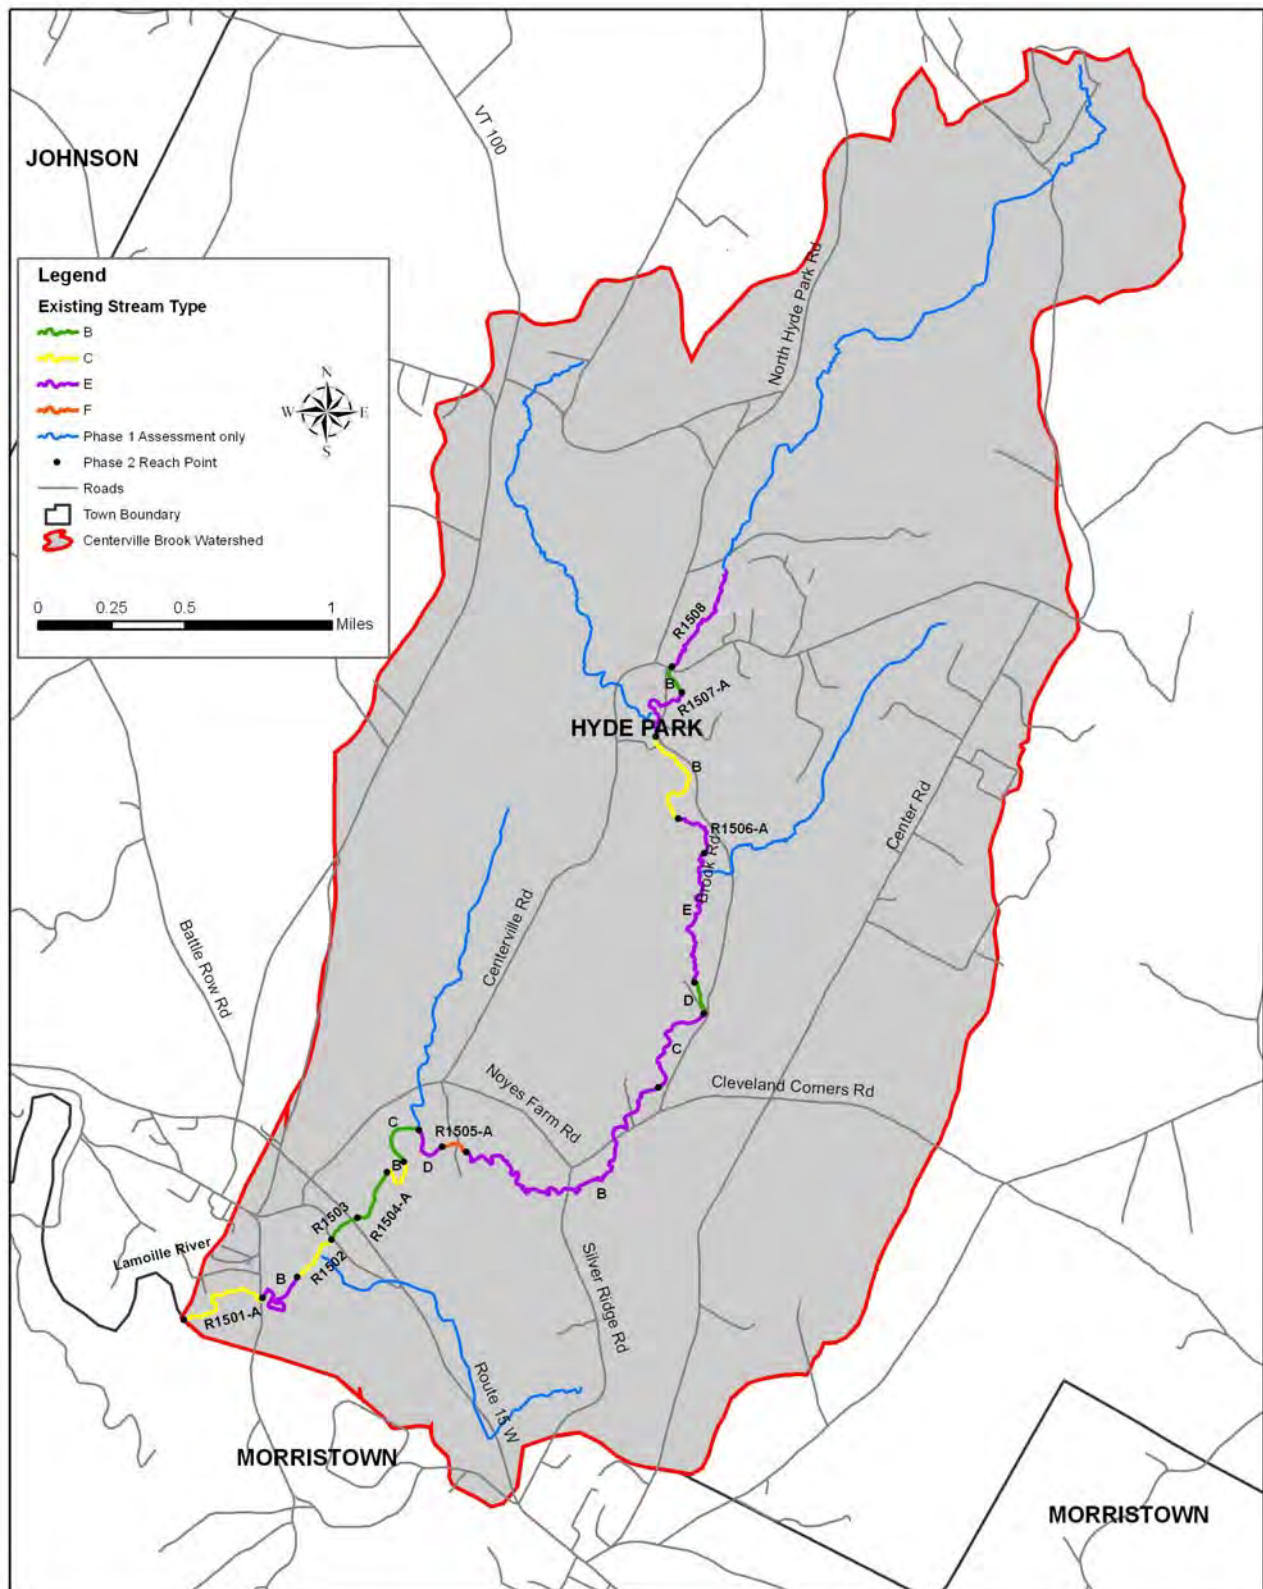 JOHNSON
VT 100
North Hyde Park Rd
Legend
Existing Stream Type
B
C
E
F
Phase 1 Assessment only
Phase 2 Reach Point
Roads
Town Boundary
Centerville Brook Watershed
N
W E
S
0 0.25 0.5 1
Miles
R1508
B
R1507-A
HYDE PARK
B
R1506-A
Brook Rd
Center Rd
E
Centerville Rd
Battle Row Rd
D
C
Cleveland Corners Rd
Noyes Farm Rd
C
R1505-A
B
D
B
R1503
R1504-A
Lamoille River
B
R1502
R1501-A
Silver Ridge Rd
Route 15 W
MORRISTOWN
MORRISTOWN